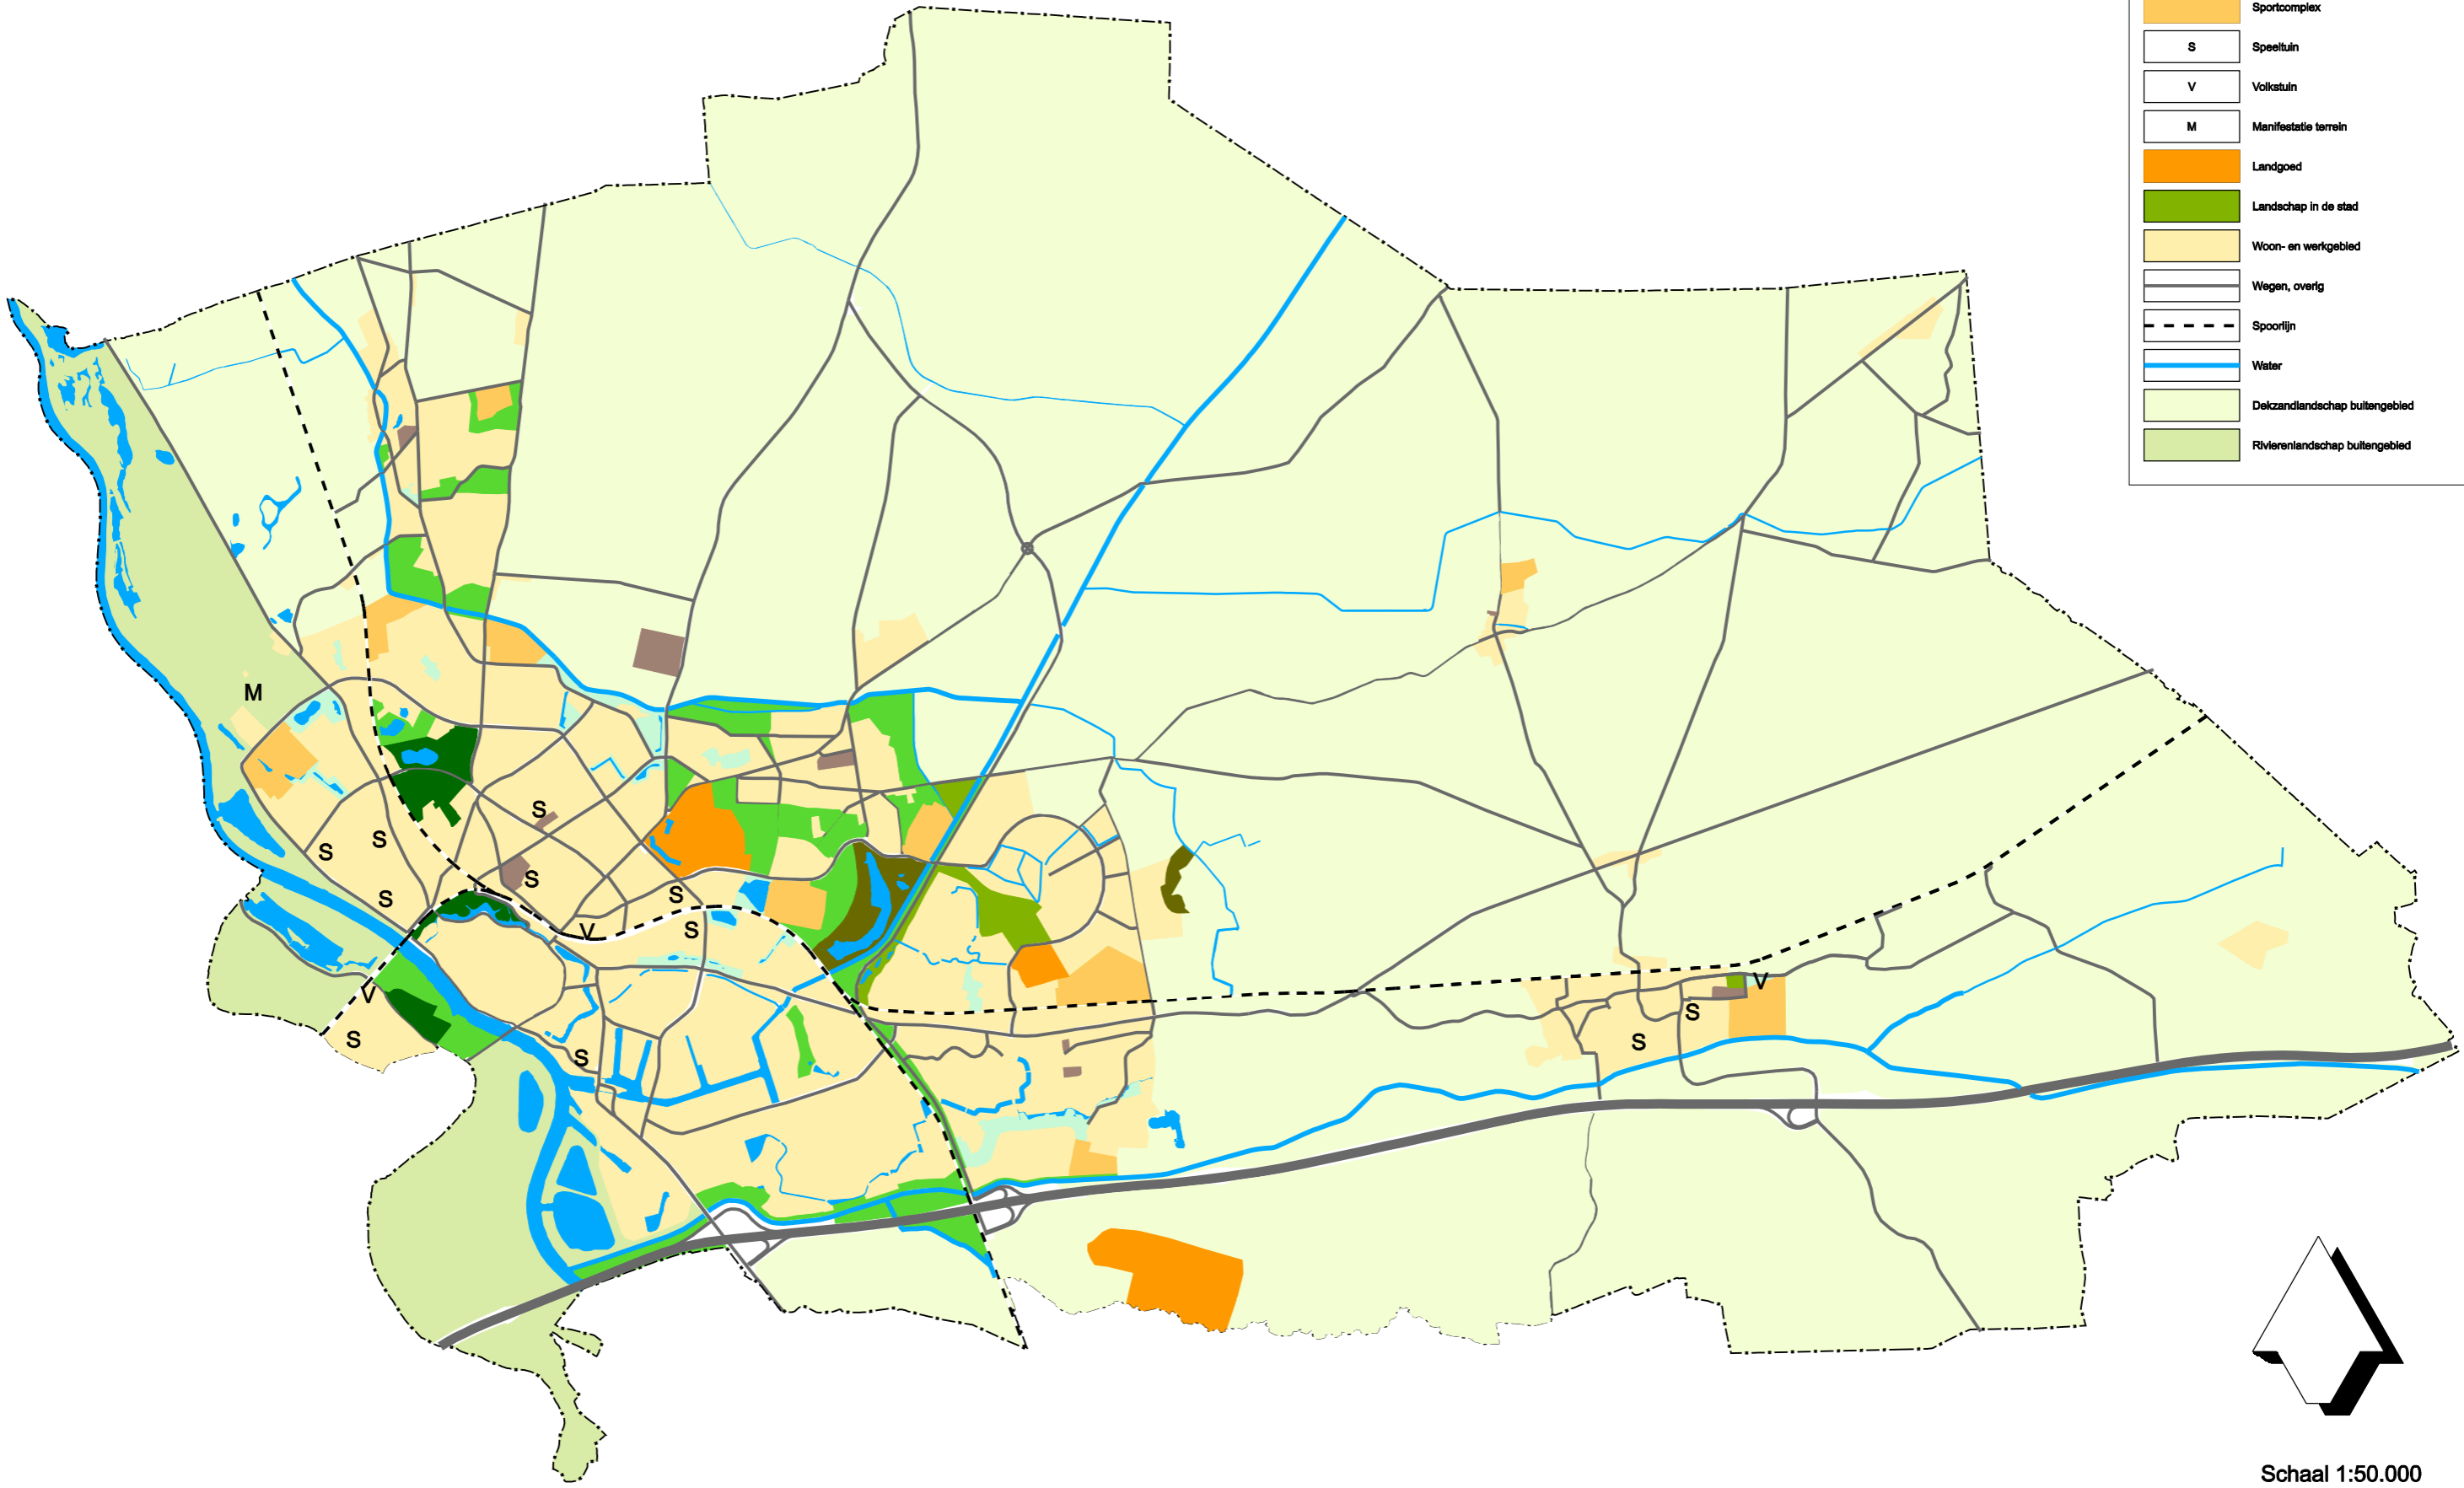 Sportcomplex
S Speeltuin
V Volkstuin
M Manifestatie terrein
Landgoed
Landschap in de stad
Woon- en werkgebied
Wegen, overig
Spoorlijn
Water
Dekzandlandschap buitengebied
Rivierenlandschap buitengebied
M
S
S
S
S
S
S
V
S
V
V
S
S
S
S
Schaal 1:50.000